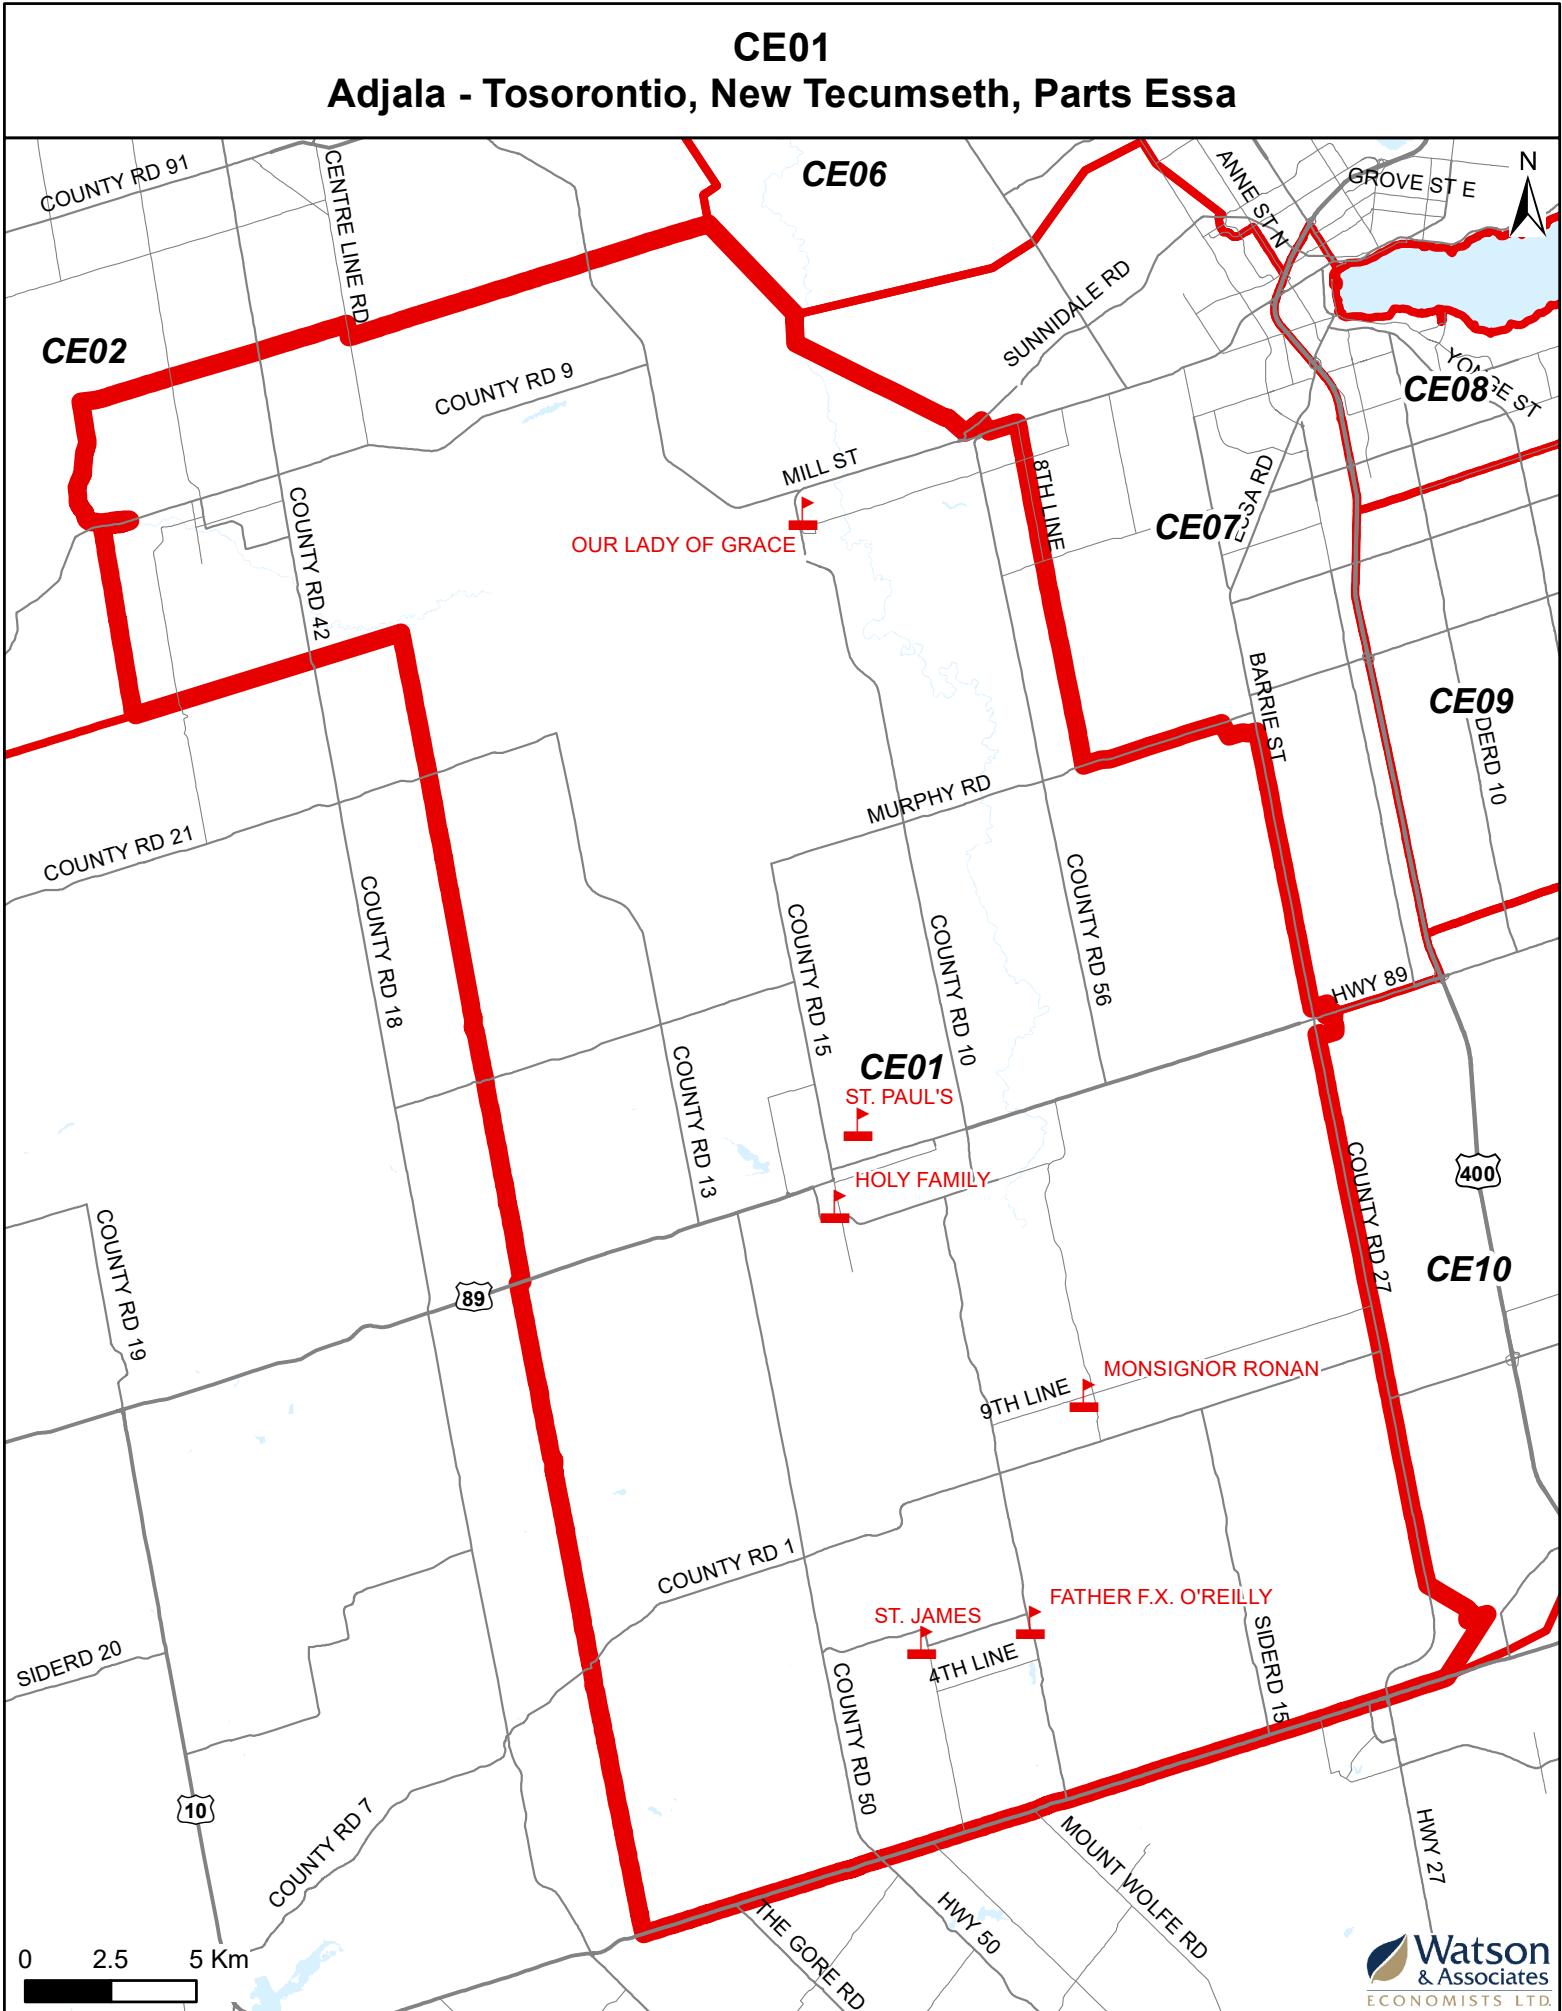 CE01
Adjala - Tosorontio, New Tecumseth, Parts Essa
COUNTY RD 91
CENTRE LINE RD
CE06
ANNE ST N
GROVE ST E
N
SUNNIDALE RD
CE02
COUNTY RD 9
YONGE ST
CE08
MILL ST
8TH LINE
ESSA RD
CE07
OUR LADY OF GRACE
COUNTY RD 42
BARRIE ST
CE09
DERD 10
MURPHY RD
COUNTY RD 21
COUNTY RD 18
COUNTY RD 15
COUNTY RD 10
COUNTY RD 56
HWY 89
CE01
ST. PAUL'S
COUNTY RD 13
HOLY FAMILY
COUNTY RD 27
400
COUNTY RD 19
CE10
89
MONSIGNOR RONAN
9TH LINE
COUNTY RD 1
FATHER F.X. O'REILLY
ST. JAMES
SIDERD 20
4TH LINE
SIDERD 15
COUNTY RD 50
10
COUNTY RD 7
MOUNT WOLFE RD
HWY 27
HWY 50
THE GORE RD
0 2.5 5 Km
Watson
& Associates
ECONOMISTS LTD.